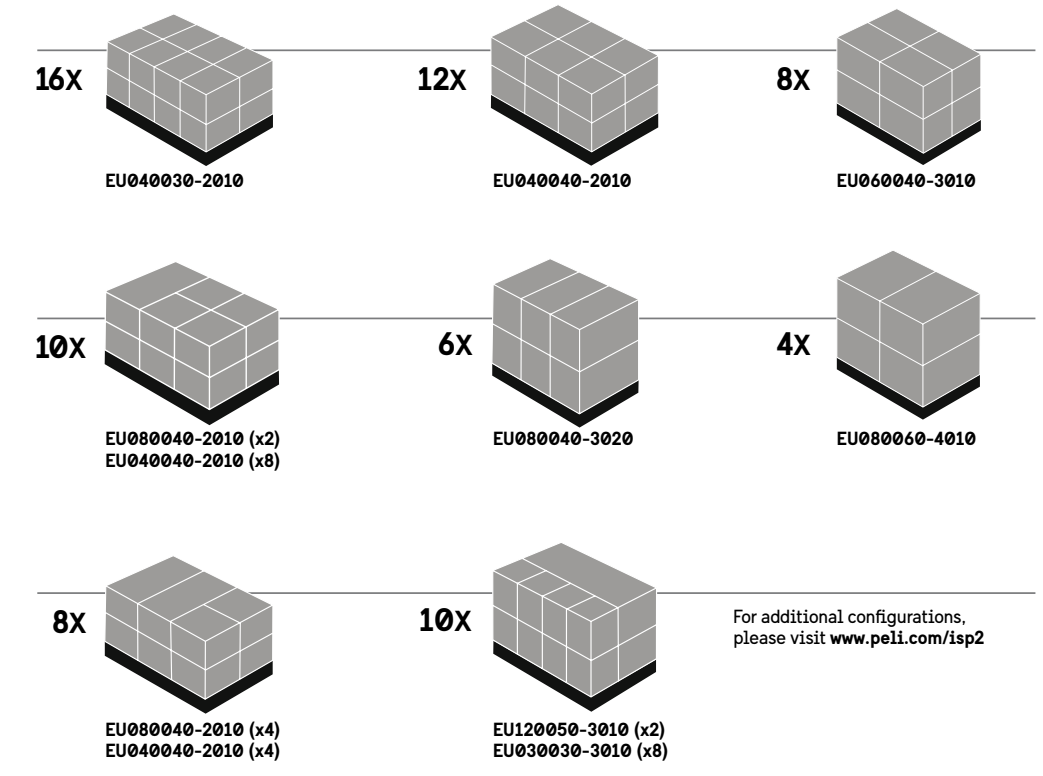 16X
EU040030-2010
12X
EU040040-2010
8X
EU060040-3010
10X
EU080040-2010 (x2)
EU040040-2010 (x8)
6X
EU080040-3020
4X
EU080060-4010
8X
EU080040-2010 (x4)
EU040040-2010 (x4)
10X
EU120050-3010 (x2)
EU030030-3010 (x8)
For additional configurations,
please visit www.peli.com/isp2